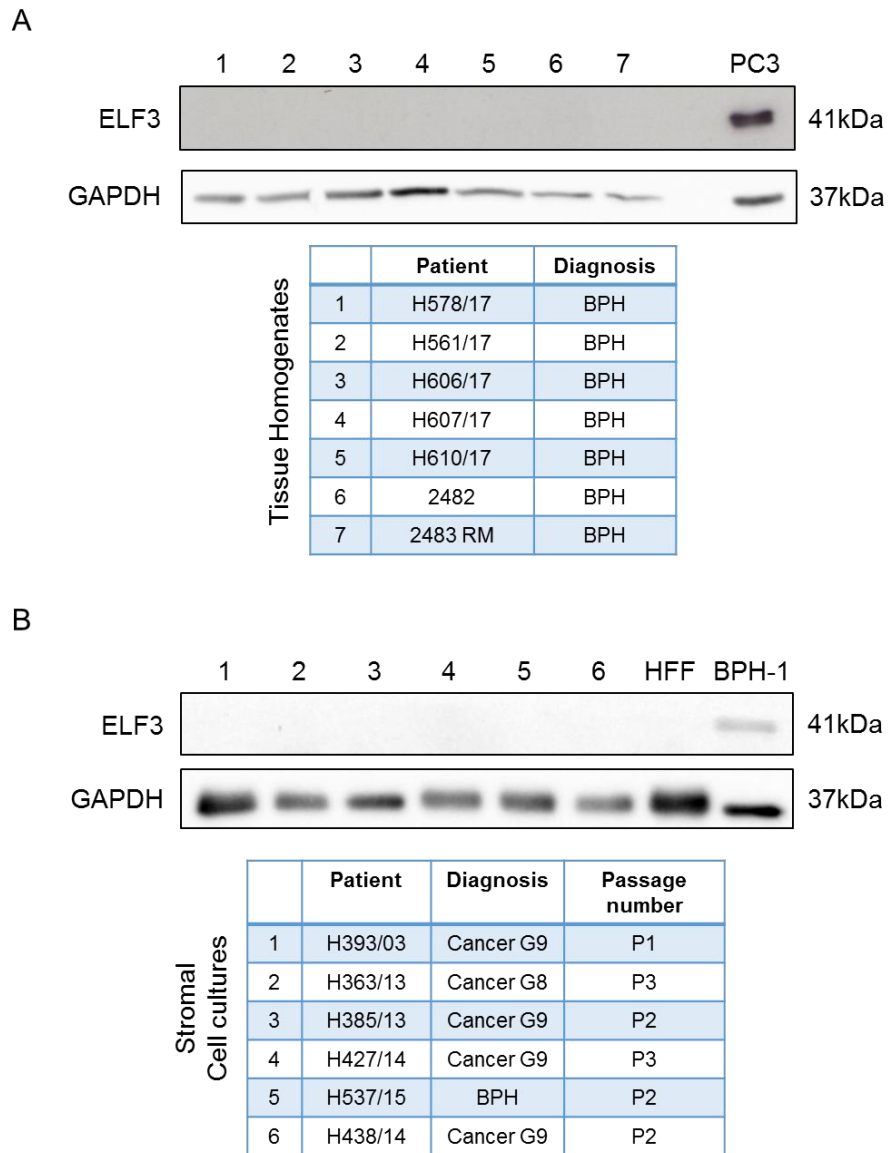 A
1 2 3 4 5 6 7 PC3
ELF3 41kDa
GAPDH 37kDa
Tissue Homogenates
Patient Diagnosis
1 H578/17 BPH
2 H561/17 BPH
3 H606/17 BPH
4 H607/17 BPH
5 H610/17 BPH
6 2482 BPH
7 2483 RM BPH
B
1 2 3 4 5 6 HFF BPH-1
ELF3 41kDa
GAPDH 37kDa
Stromal
Cell cultures
Patient Diagnosis Passage
number
1 H393/03 Cancer G9 P1
2 H363/13 Cancer G8 P3
3 H385/13 Cancer G9 P2
4 H427/14 Cancer G9 P3
5 H537/15 BPH P2
6 H438/14 Cancer G9 P2